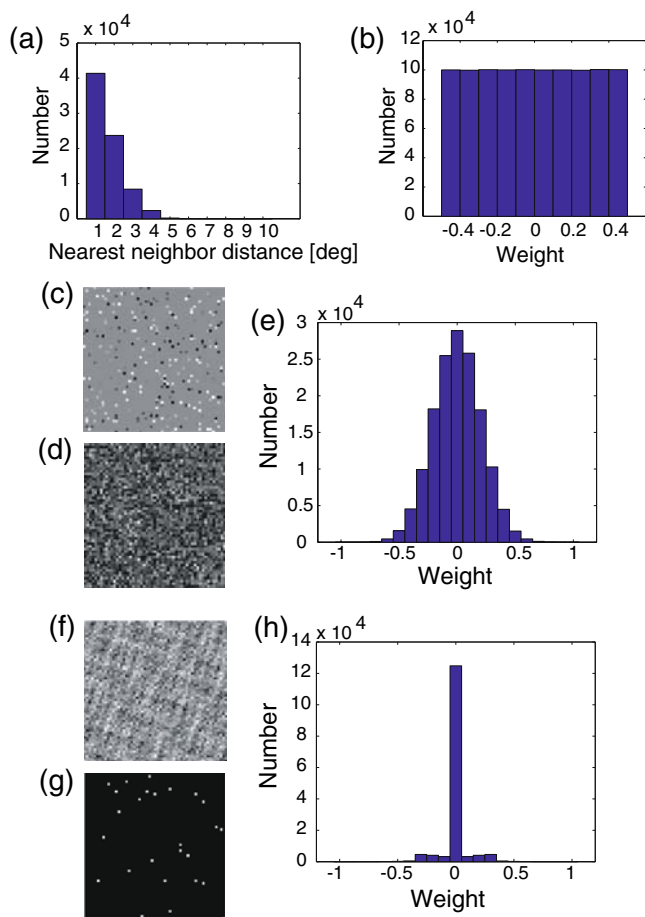 (a)
x 10^4
5
4
3
2
1
0
Number
1 2 3 4 5 6 7 8 9 10
Nearest neighbor distance [deg]
(b)
x 10^4
12
10
8
6
4
2
0
Number
-0.4 -0.2 0 0.2 0.4
Weight
(c)
(d)
(e)
x 10^4
3
2.5
2
1.5
1
0.5
0
Number
-1 -0.5 0 0.5 1
Weight
(f)
(g)
(h)
x 10^4
14
12
10
8
6
4
2
0
Number
-1 -0.5 0 0.5 1
Weight